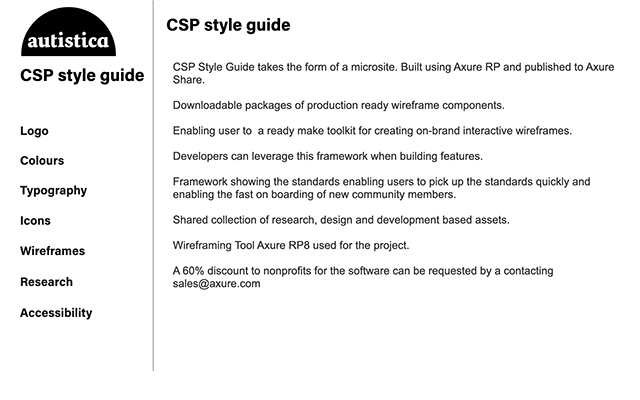 autistica
CSP style guide
Logo
Colours
Typography
Icons
Wireframes
Research
Accessibility
CSP style guide
CSP Style Guide takes the form of a microsite. Built using Axure RP and published to Axure
Share.
Downloadable packages of production ready wireframe components.
Enabling user to  a ready make toolkit for creating on-brand interactive wireframes.
Developers can leverage this framework when building features.
Framework showing the standards enabling users to pick up the standards quickly and
enabling the fast on boarding of new community members.
Shared collection of research, design and development based assets.
Wireframing Tool Axure RP8 used for the project.
A 60% discount to nonprofits for the software can be requested by a contacting
sales@axure.com